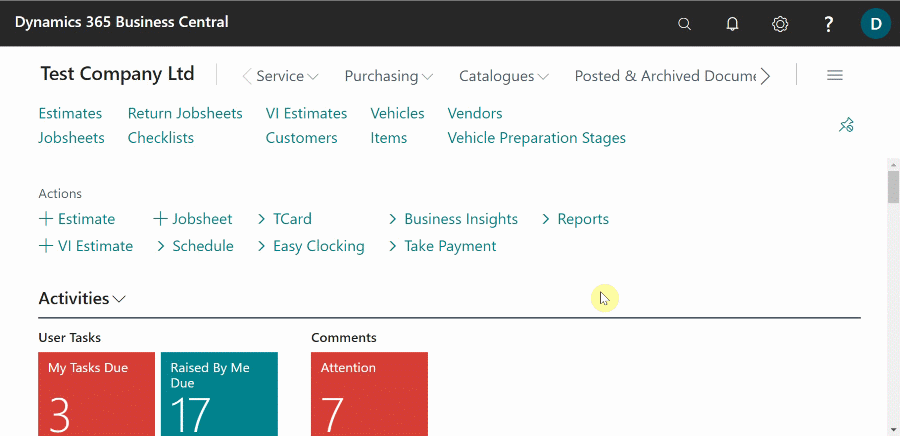 Dynamics 365 Business Central ? D
Test Company Ltd Service Purchasing Catalogues Posted & Archived Docume
Estimates Return Jobsheets VI Estimates Vehicles Vendors
Jobsheets Checklists Customers Items Vehicle Preparation Stages
Actions
+ Estimate + Jobsheet > TCard > Business Insights > Reports
+ VI Estimate > Schedule > Easy Clocking > Take Payment
Activities
User Tasks Comments
My Tasks Due Raised By Me Attention
Due
3 17 7